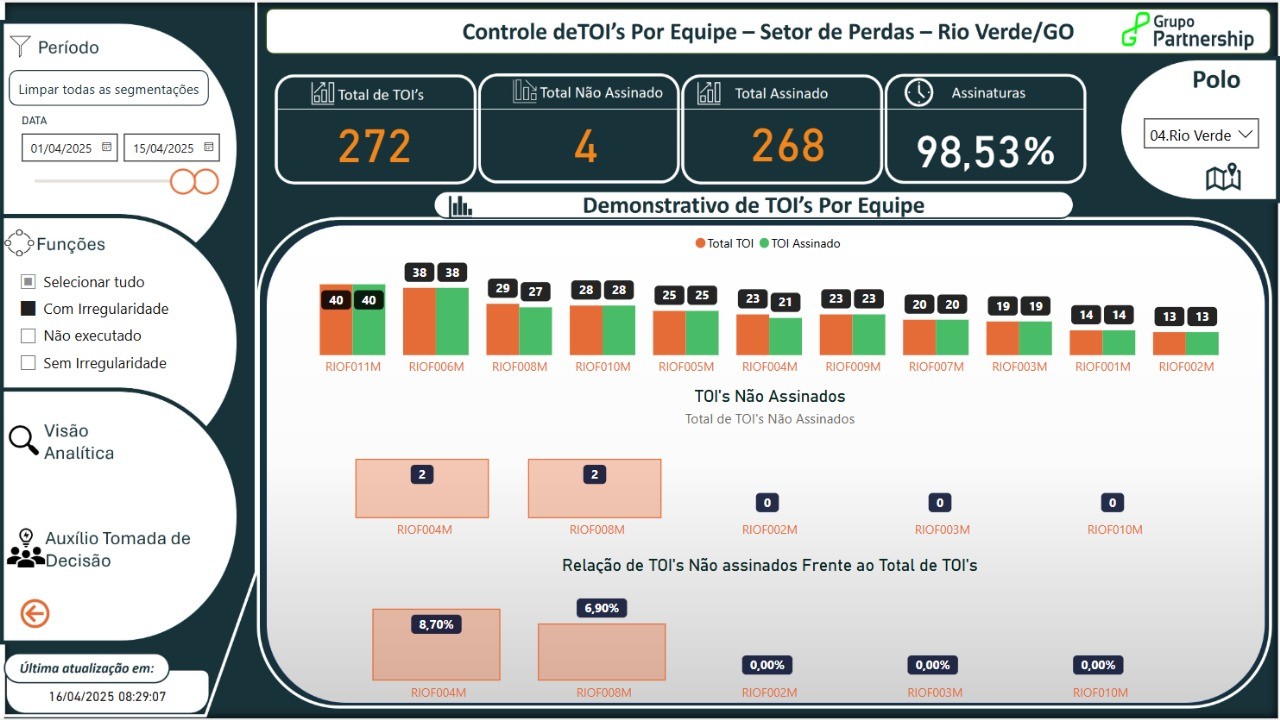 Controle deTOI’s Por Equipe – Setor de Perdas – Rio Verde/GO
Grupo
Partnership
Período
Limpar todas as segmentações
DATA
01/04/2025 15/04/2025
Funções
Selecionar tudo
Com Irregularidade
Não executado
Sem Irregularidade
Visão
Analítica
Auxílio Tomada de
Decisão
Última atualização em:
16/04/2025 08:29:07
Total de TOI’s
272
Total Não Assinado
4
Total Assinado
268
Assinaturas
98,53%
Polo
04.Rio Verde
Demonstrativo de TOI’s Por Equipe
Total TOI TOI Assinado
40 40 38 38 29 27 28 28 25 25 23 21 23 23 20 20 19 19 14 14 13 13
RIOF011M RIOF006M RIOF008M RIOF010M RIOF005M RIOF004M RIOF009M RIOF007M RIOF003M RIOF001M RIOF002M
TOI's Não Assinados
Total de TOI's Não Assinados
2 2 0 0 0
RIOF004M RIOF008M RIOF002M RIOF003M RIOF010M
Relação de TOI's Não assinados Frente ao Total de TOI's
8,70% 6,90% 0,00% 0,00% 0,00%
RIOF004M RIOF008M RIOF002M RIOF003M RIOF010M